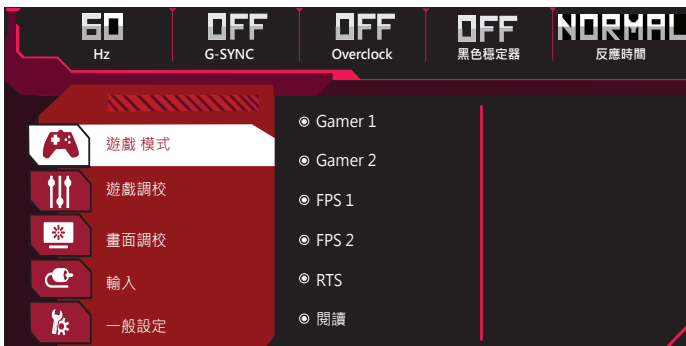 60 OFF OFF OFF NORMAL
Hz G-SYNC Overclock 黑色穩定器 反應時間
遊戲 模式
遊戲調校
畫面調校
輸入
一般設定
Gamer 1
Gamer 2
FPS 1
FPS 2
RTS
閱讀